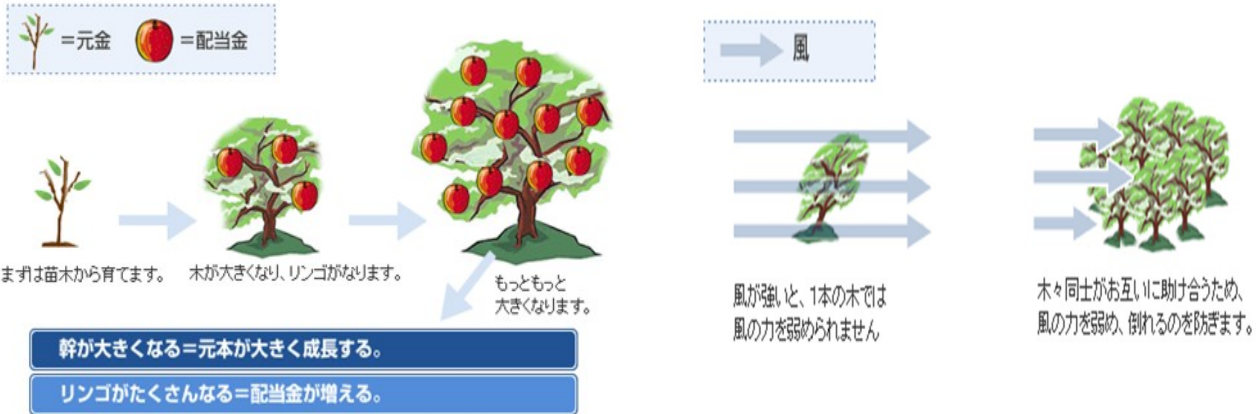 =元金
=配当金
まずは苗木から育てます。
木が大きくなり、リンゴがなります。
もっともっと
大きくなります。
幹が大きくなる=元本が大きく成長する。
リンゴがたくさんなる=配当金が増える。
風
風が強いと、1本の木では
風の力を弱められません
木々同士がお互いに助け合うため、
風の力を弱め、倒れるのを防ぎます。